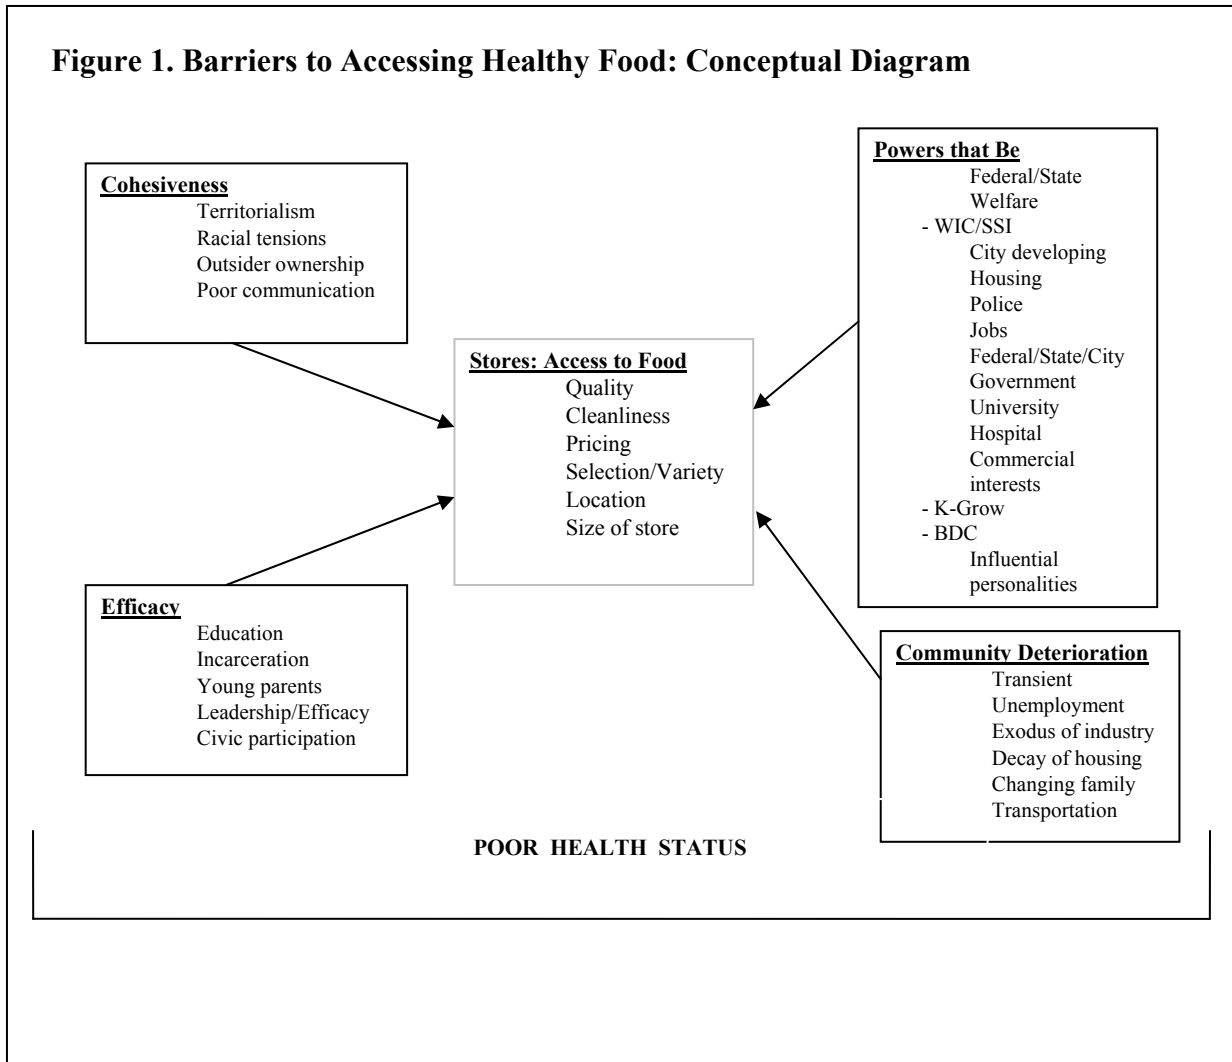 Figure 1. Barriers to Accessing Healthy Food: Conceptual Diagram
Cohesiveness
Territorialism
Racial tensions
Outsider ownership
Poor communication
Powers that Be
Federal/State
Welfare
- WIC/SSI
City developing
Housing
Police
Jobs
Federal/State/City
Government
University
Hospital
Commercial
interests
- K-Grow
- BDC
Influential
personalities
Stores: Access to Food
Quality
Cleanliness
Pricing
Selection/Variety
Location
Size of store
Efficacy
Education
Incarceration
Young parents
Leadership/Efficacy
Civic participation
Community Deterioration
Transient
Unemployment
Exodus of industry
Decay of housing
Changing family
Transportation
POOR HEALTH STATUS